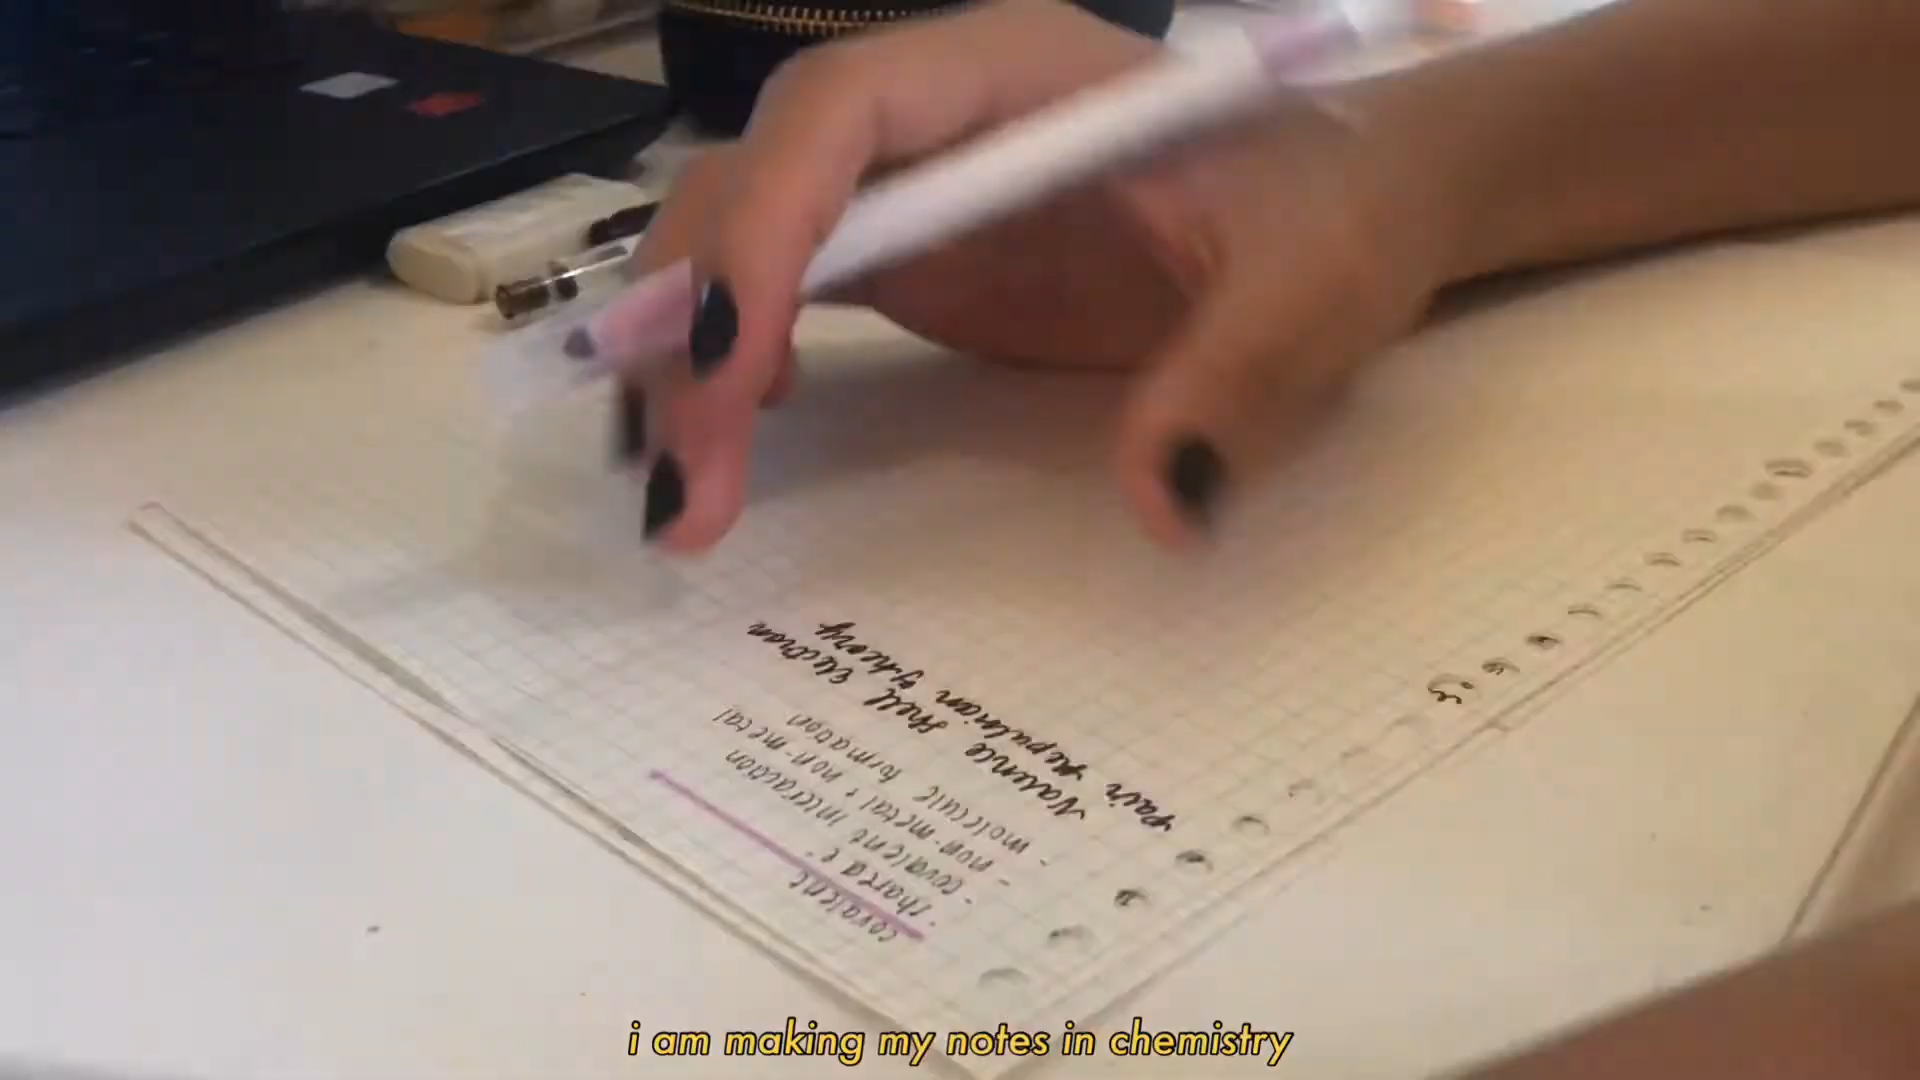 covalent
- shared e⁻
- covalent interaction
- non-metal + non-metal
- molecule formation
Valence Shell Electron
Pair Repulsion Theory
i am making my notes in chemistry